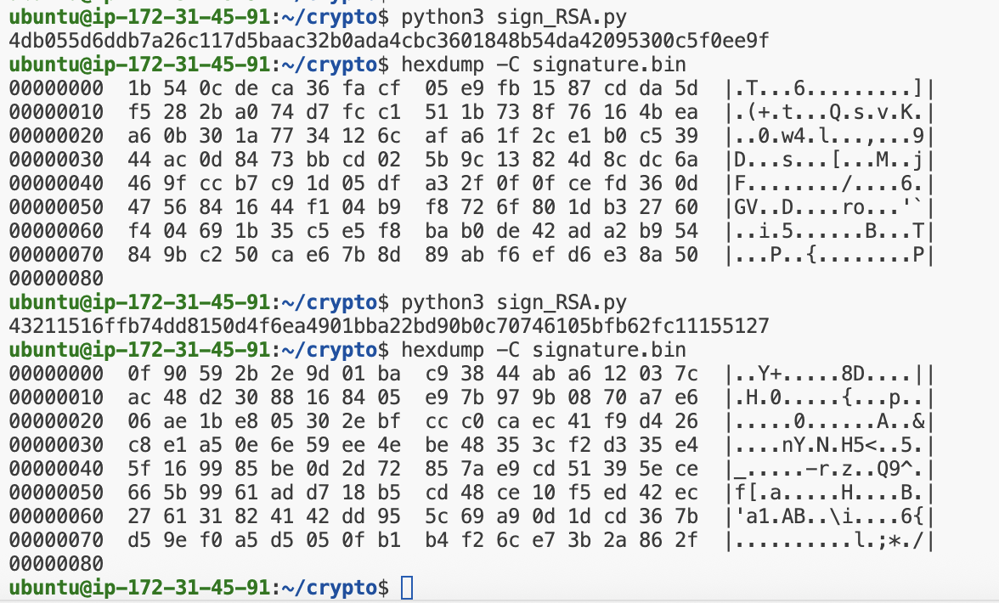 ubuntu@ip-172-31-45-91:~/crypto$ python3 sign_RSA.py
4db055d6ddb7a26c117d5baac32b0ada4cbc3601848b54da42095300c5f0ee9f
ubuntu@ip-172-31-45-91:~/crypto$ hexdump -C signature.bin
00000000  1b 54 0c de ca 36 fa cf  05 e9 fb 15 87 cd da 5d  |.T...6.........]|
00000010  f5 28 2b a0 74 d7 fc c1  51 1b 73 8f 76 16 4b ea  |.(+.t...Q.s.v.K.|
00000020  a6 0b 30 1a 77 34 12 6c  af a6 1f 2c e1 b0 c5 39  |..0.w4.l...,...9|
00000030  44 ac 0d 84 73 bb cd 02  5b 9c 13 82 4d 8c dc 6a  |D...s...[...M..j|
00000040  46 9f cc b7 c9 1d 05 df  a3 2f 0f 0f ce fd 36 0d  |F......../....6.|
00000050  47 56 84 16 44 f1 04 b9  f8 72 6f 80 1d b3 27 60  |GV..D....ro...'`|
00000060  f4 04 69 1b 35 c5 e5 f8  ba b0 de 42 ad a2 b9 54  |..i.5......B...T|
00000070  84 9b c2 50 ca e6 7b 8d  89 ab f6 ef d6 e3 8a 50  |...P..{........P|
00000080
ubuntu@ip-172-31-45-91:~/crypto$ python3 sign_RSA.py
43211516ffb74dd8150d4f6ea4901bba22bd90b0c70746105bfb62fc11155127
ubuntu@ip-172-31-45-91:~/crypto$ hexdump -C signature.bin
00000000  0f 90 59 2b 2e 9d 01 ba  c9 38 44 ab a6 12 03 7c  |..Y+.....8D....||
00000010  ac 48 d2 30 88 16 84 05  e9 7b 97 9b 08 70 a7 e6  |.H.0.....{...p..|
00000020  06 ae 1b e8 05 30 2e bf  cc c0 ca ec 41 f9 d4 26  |.....0......A..&|
00000030  c8 e1 a5 0e 6e 59 ee 4e  be 48 35 3c f2 d3 35 e4  |....nY.N.H5<..5.|
00000040  5f 16 99 85 be 0d 2d 72  85 7a e9 cd 51 39 5e ce  |_.....-r.z..Q9^.|
00000050  66 5b 99 61 ad d7 18 b5  cd 48 ce 10 f5 ed 42 ec  |f[.a.....H....B.|
00000060  27 61 31 82 41 42 dd 95  5c 69 a9 0d 1d cd 36 7b  |'a1.AB..\i....6{|
00000070  d5 9e f0 a5 d5 05 0f b1  b4 f2 6c e7 3b 2a 86 2f  |..........l.;*./|
00000080
ubuntu@ip-172-31-45-91:~/crypto$